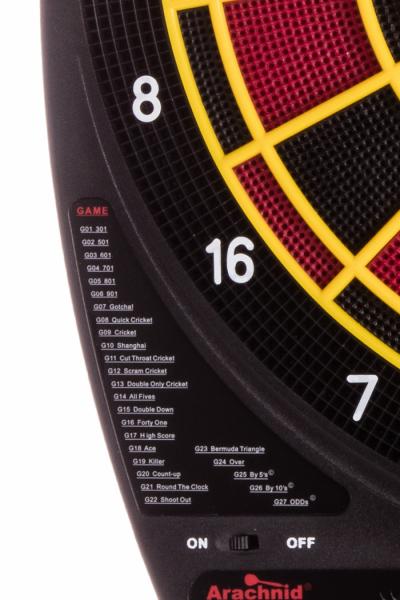 8
16
7
GAME
G01 301
G02 501
G03 601
G04 701
G05 801
G06 901
G07 Gotcha!
G08 Quick Cricket
G09 Cricket
G10 Shanghai
G11 Cut Throat Cricket
G12 Scram Cricket
G13 Double Only Cricket
G14 All Fives
G15 Double Down
G16 Forty One
G17 High Score
G18 Ace
G19 Killer
G20 Count-up
G21 Round The Clock
G22 Shoot Out
G23 Bermuda Triangle
G24 Over
G25 By 5's©
G26 By 10's©
G27 ODDs©
ON OFF
Arachnid®